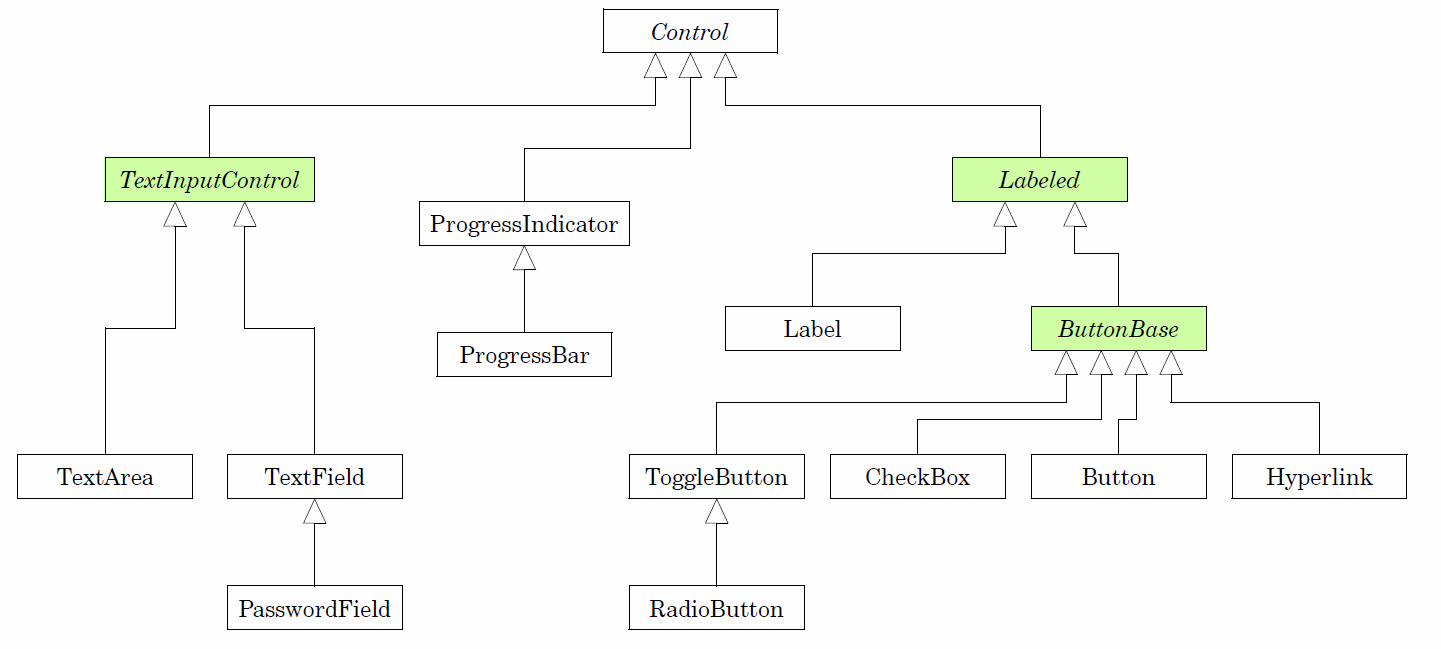 Control
TextInputControl
Labeled
ProgressIndicator
Label
ButtonBase
ProgressBar
TextArea
TextField
ToggleButton
CheckBox
Button
Hyperlink
PasswordField
RadioButton